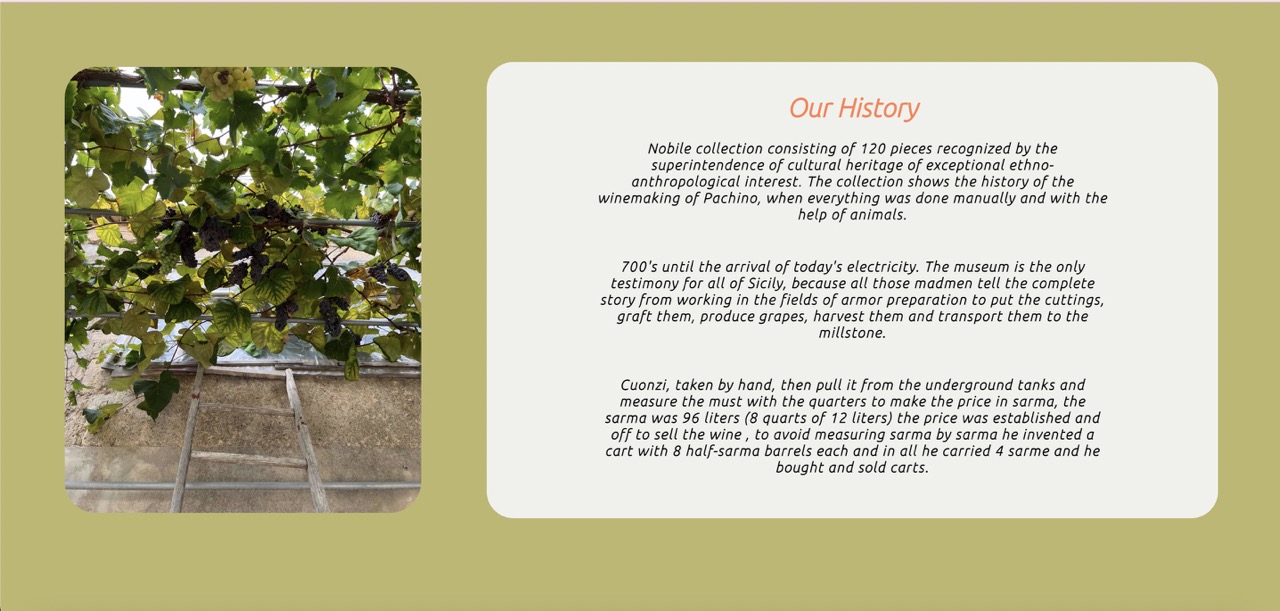 Our History
Nobile collection consisting of 120 pieces recognized by the
superintendence of cultural heritage of exceptional ethno-
anthropological interest. The collection shows the history of the
winemaking of Pachino, when everything was done manually and with the
help of animals.
700's until the arrival of today's electricity. The museum is the only
testimony for all of Sicily, because all those madmen tell the complete
story from working in the fields of armor preparation to put the cuttings,
graft them, produce grapes, harvest them and transport them to the
millstone.
Cuonzi, taken by hand, then pull it from the underground tanks and
measure the must with the quarters to make the price in sarma, the
sarma was 96 liters (8 quarts of 12 liters) the price was established and
off to sell the wine , to avoid measuring sarma by sarma he invented a
cart with 8 half-sarma barrels each and in all he carried 4 sarme and he
bought and sold carts.